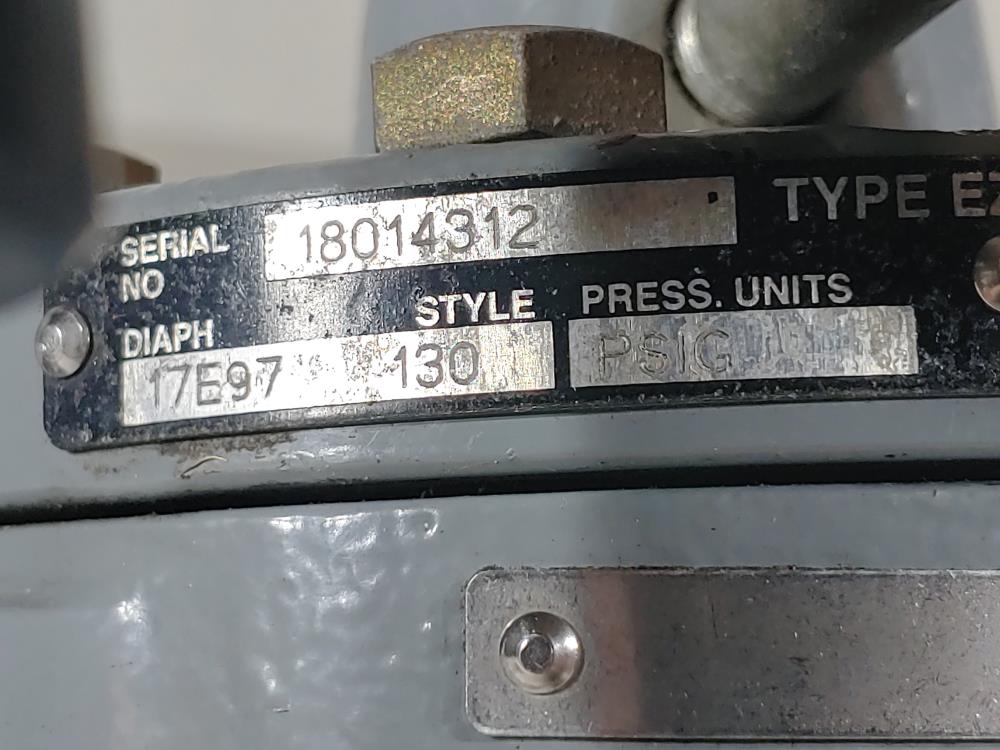 SERIAL NO 18014312 TYPE
DIAPH STYLE PRESS. UNITS
17E97 130 PSIG